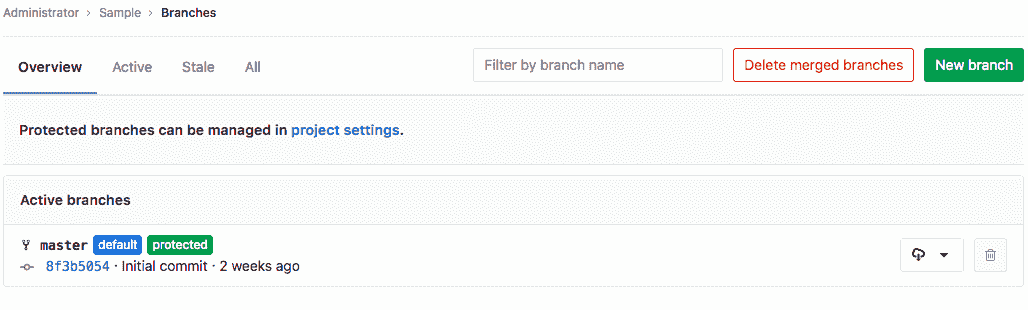 Administrator > Sample > Branches
Overview Active Stale All Filter by branch name Delete merged branches New branch
Protected branches can be managed in project settings.
Active branches
master default protected
8f3b5054 · Initial commit · 2 weeks ago